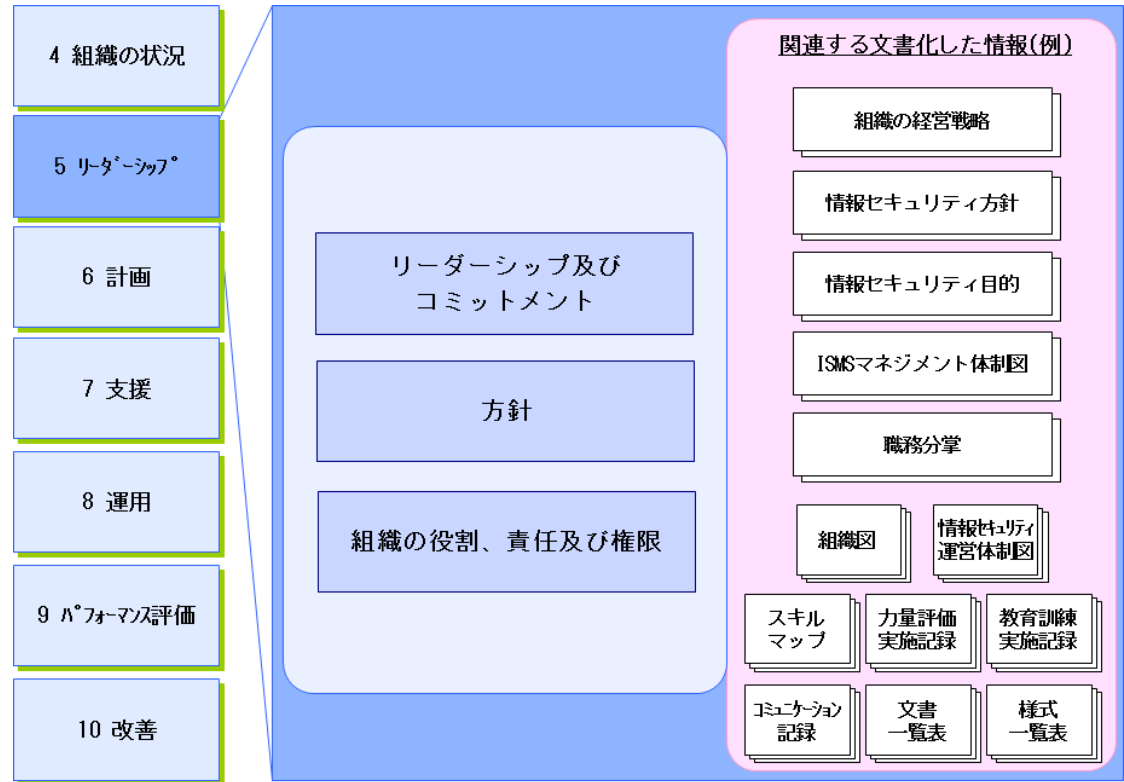 4 組織の状況
5 ﾘｰﾀﾞｰｼｯﾌﾟ
6 計画
7 支援
8 運用
9 ﾊﾟﾌｫｰﾏﾝｽ評価
10 改善
リーダーシップ及び
コミットメント
方針
組織の役割、責任及び権限
関連する文書化した情報(例)
組織の経営戦略
情報セキュリティ方針
情報セキュリティ目的
ISMSマネジメント体制図
職務分掌
組織図
情報ｾｷｭﾘﾃｨ
運営体制図
スキル
マップ
力量評価
実施記録
教育訓練
実施記録
ｺﾐｭﾆｹｰｼｮﾝ
記録
文書
一覧表
様式
一覧表